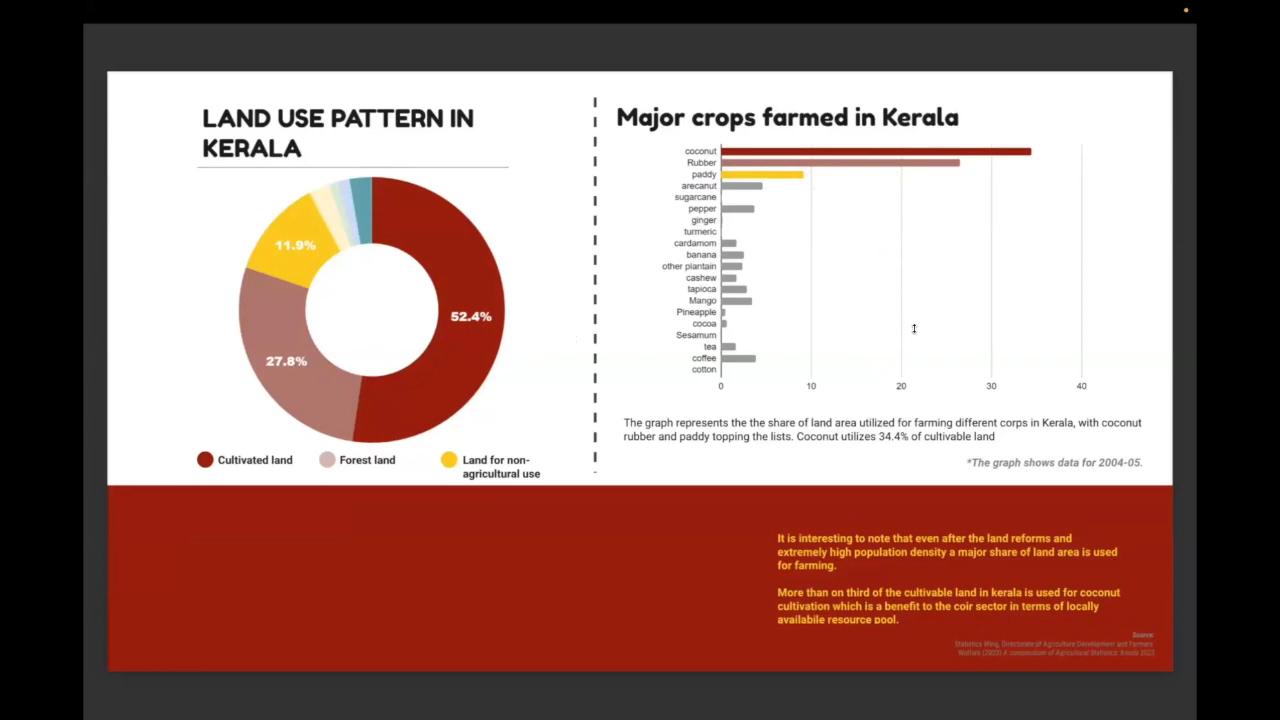 LAND USE PATTERN IN
KERALA
11.9%
52.4%
27.8%
Cultivated land
Forest land
Land for non-
agricultural use
Major crops farmed in Kerala
coconut
Rubber
paddy
arecanut
sugarcane
pepper
ginger
turmeric
cardamom
banana
other plantain
cashew
tapioca
Mango
Pineapple
cocoa
Sesamum
tea
coffee
cotton
0 10 20 30 40
The graph represents the the share of land area utilized for farming different corps in Kerala, with coconut
rubber and paddy topping the lists. Coconut utilizes 34.4% of cultivable land
*The graph shows data for 2004-05.
It is interesting to note that even after the land reforms and
extremely high population density a major share of land area is used
for farming.
More than on third of the cultivable land in kerala is used for coconut
cultivation which is a benefit to the coir sector in terms of locally
availabile resource pool.
Source:
Statistics Wing, Directorate of Agriculture Development and Farmers
Welfare (2023) A compendium of Agricultural Statistics: Kerala 2023